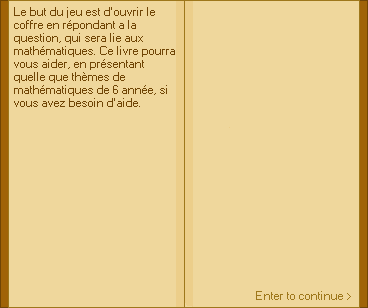 Le but du jeu est d'ouvrir le
coffre en répondant a la
question, qui sera lie aux
mathématiques. Ce livre pourra
vous aider, en présentant
quelle que thèmes de
mathématiques de 6 année, si
vous avez besoin d'aide.
Enter to continue >